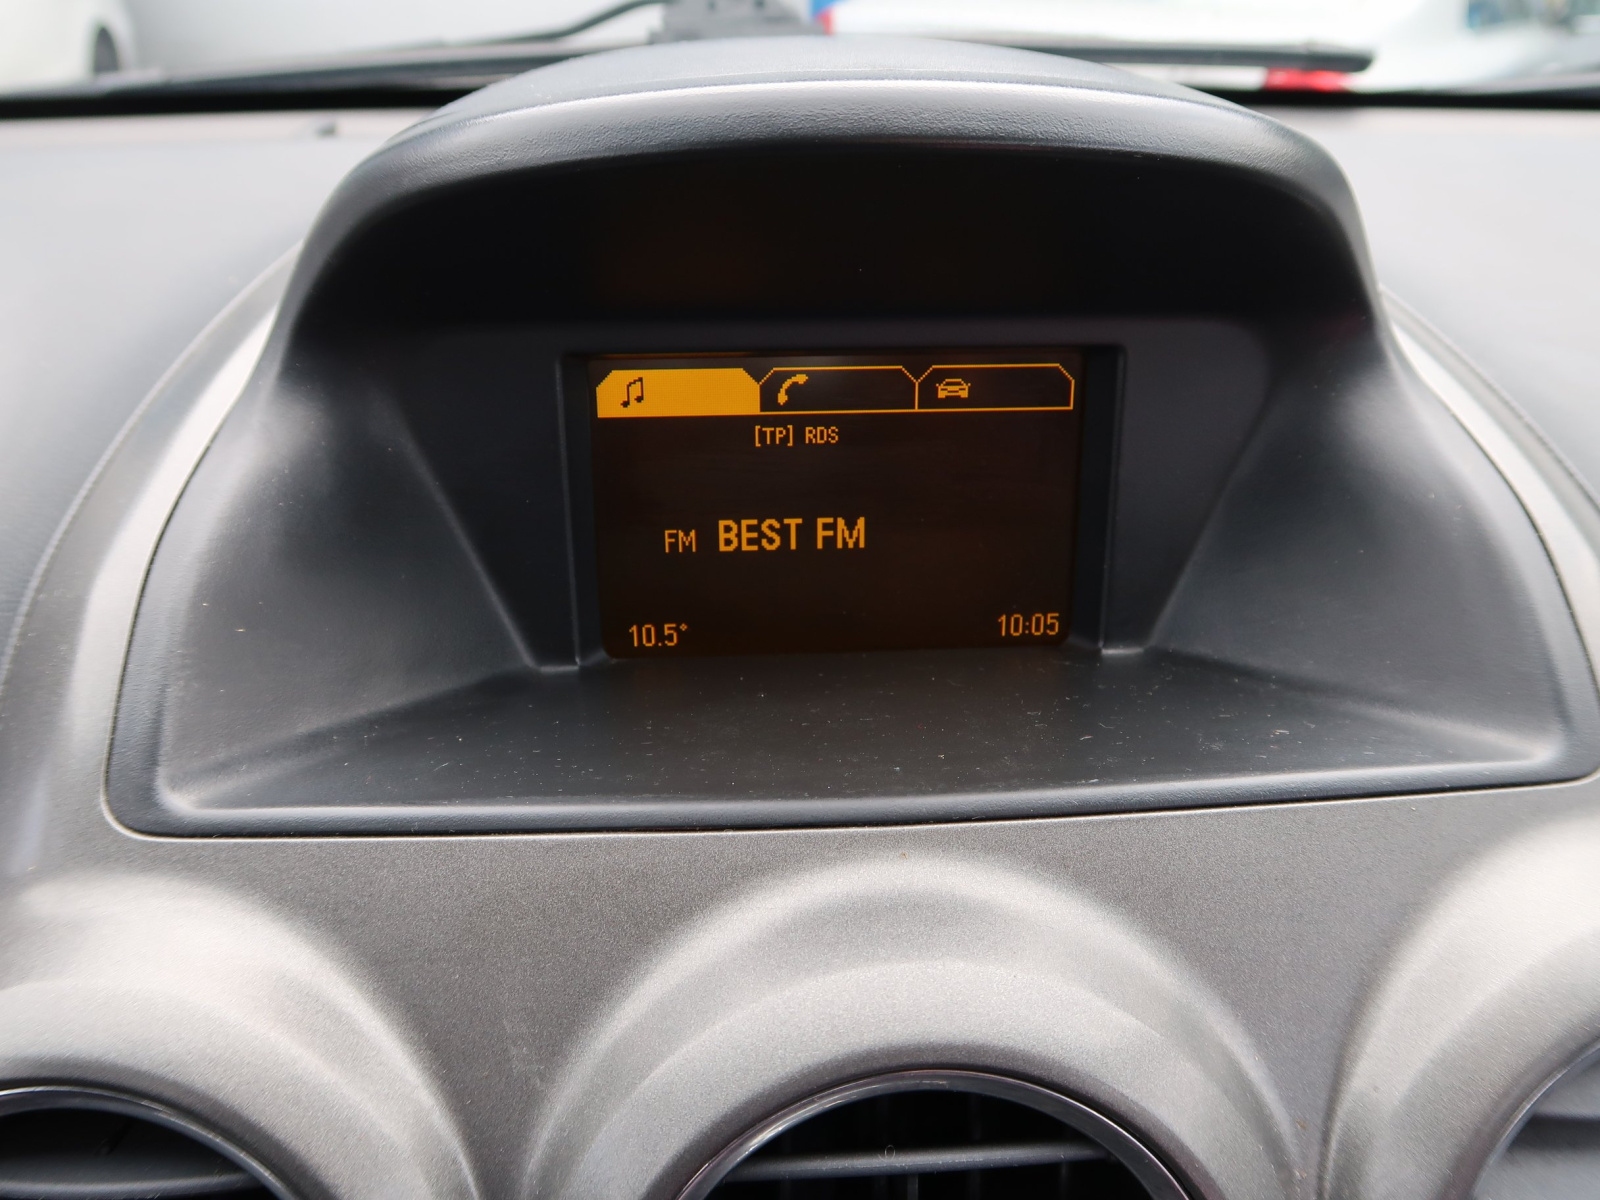 [TP] RDS
FM BEST FM
10.5° 10:05